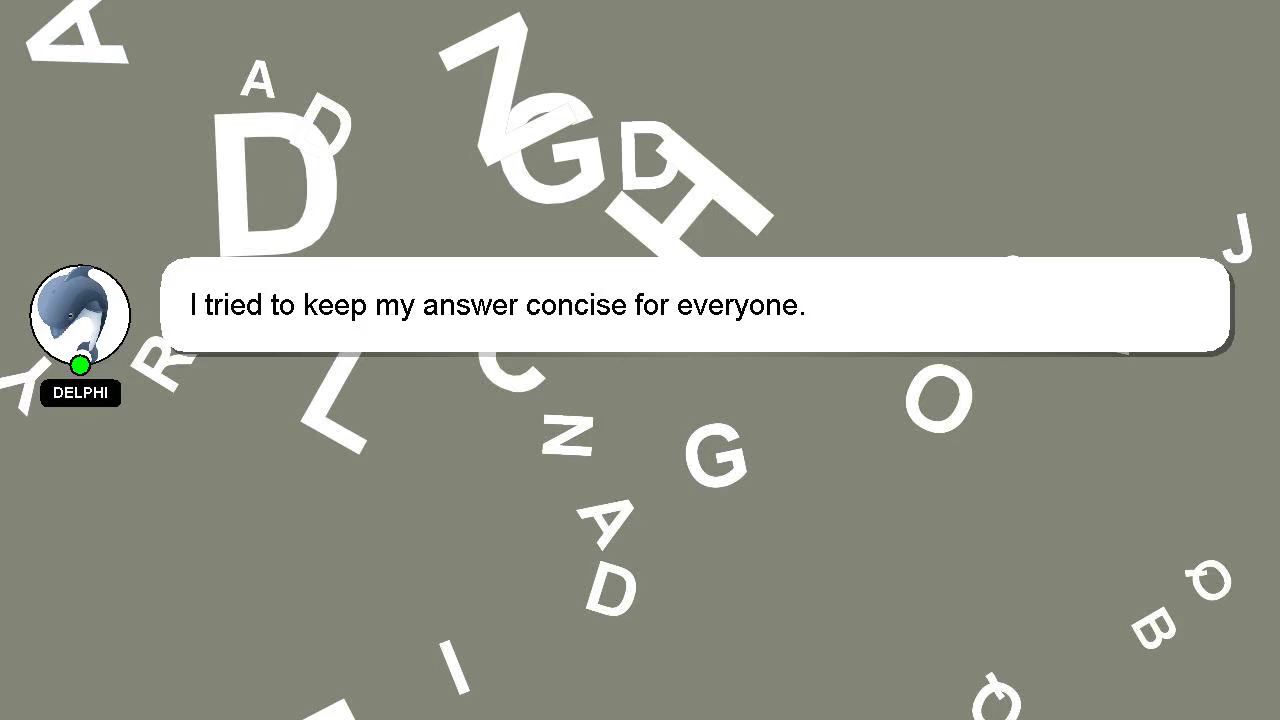 A
A
D
D
Z
G
D
H
J
I tried to keep my answer concise for everyone.
DELPHI
Y
R
L
C
N
G
O
A
D
I
B
Q
Q